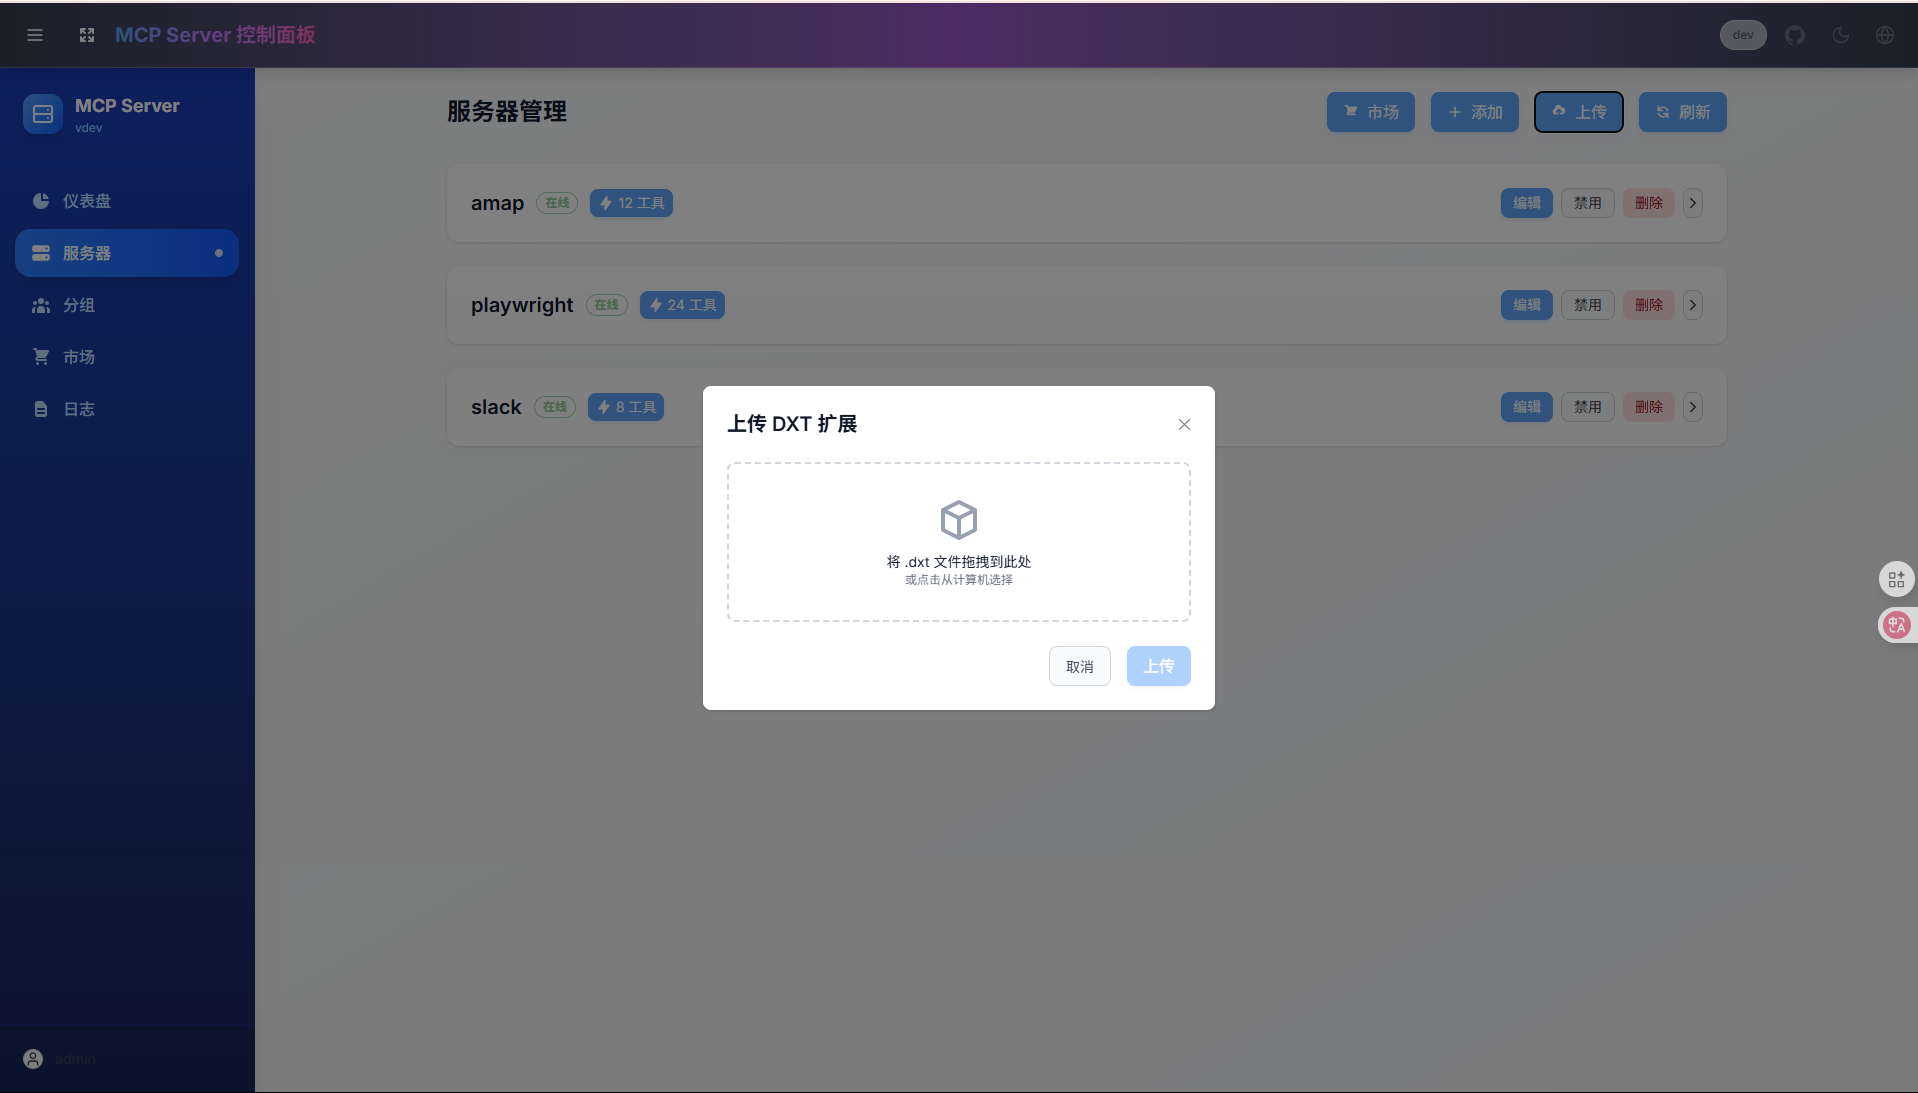 MCP Server 控制面板
dev
MCP Server
vdev
仪表盘
服务器
分组
市场
日志
admin
服务器管理
市场
添加
上传
刷新
amap 在线 12 工具 编辑 禁用 删除
playwright 在线 24 工具 编辑 禁用 删除
slack 在线 8 工具 编辑 禁用 删除
上传 DXT 扩展
将 .dxt 文件拖拽到此处
或点击从计算机选择
取消
上传
中A